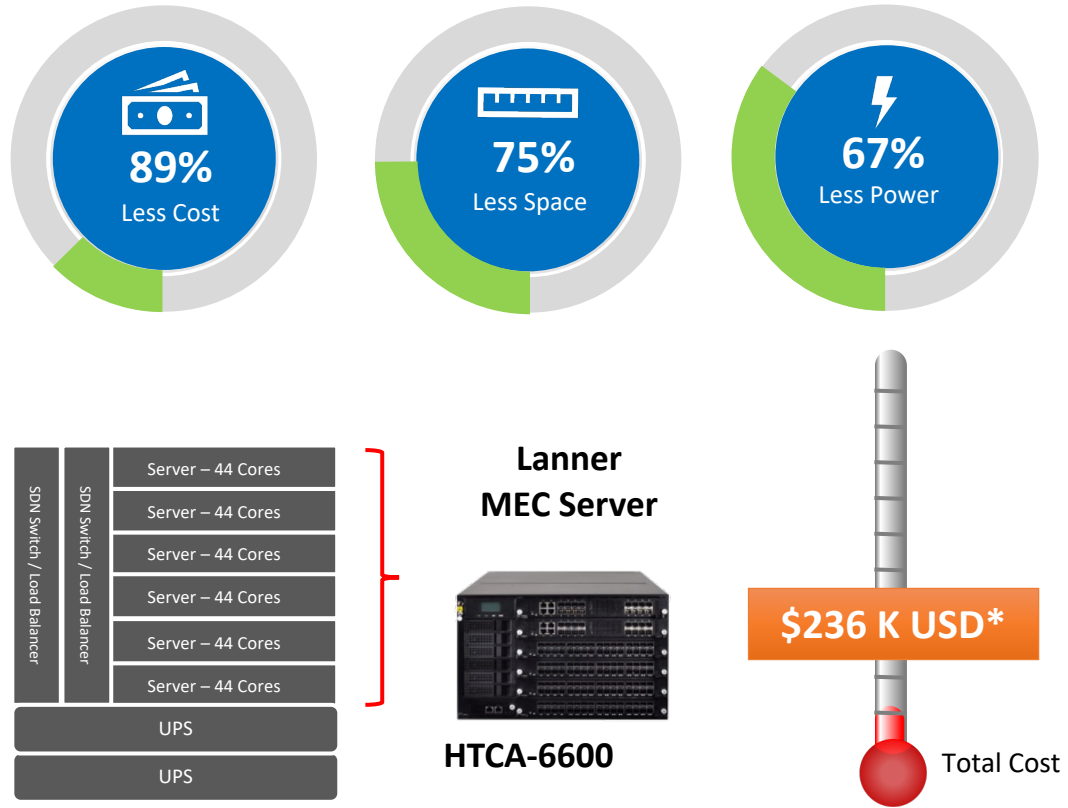 89%
Less Cost
75%
Less Space
67%
Less Power
SDN Switch / Load Balancer
SDN Switch / Load Balancer
Server – 44 Cores
Server – 44 Cores
Server – 44 Cores
Server – 44 Cores
Server – 44 Cores
Server – 44 Cores
UPS
UPS
Lanner
MEC Server
HTCA-6600
$236 K USD*
Total Cost